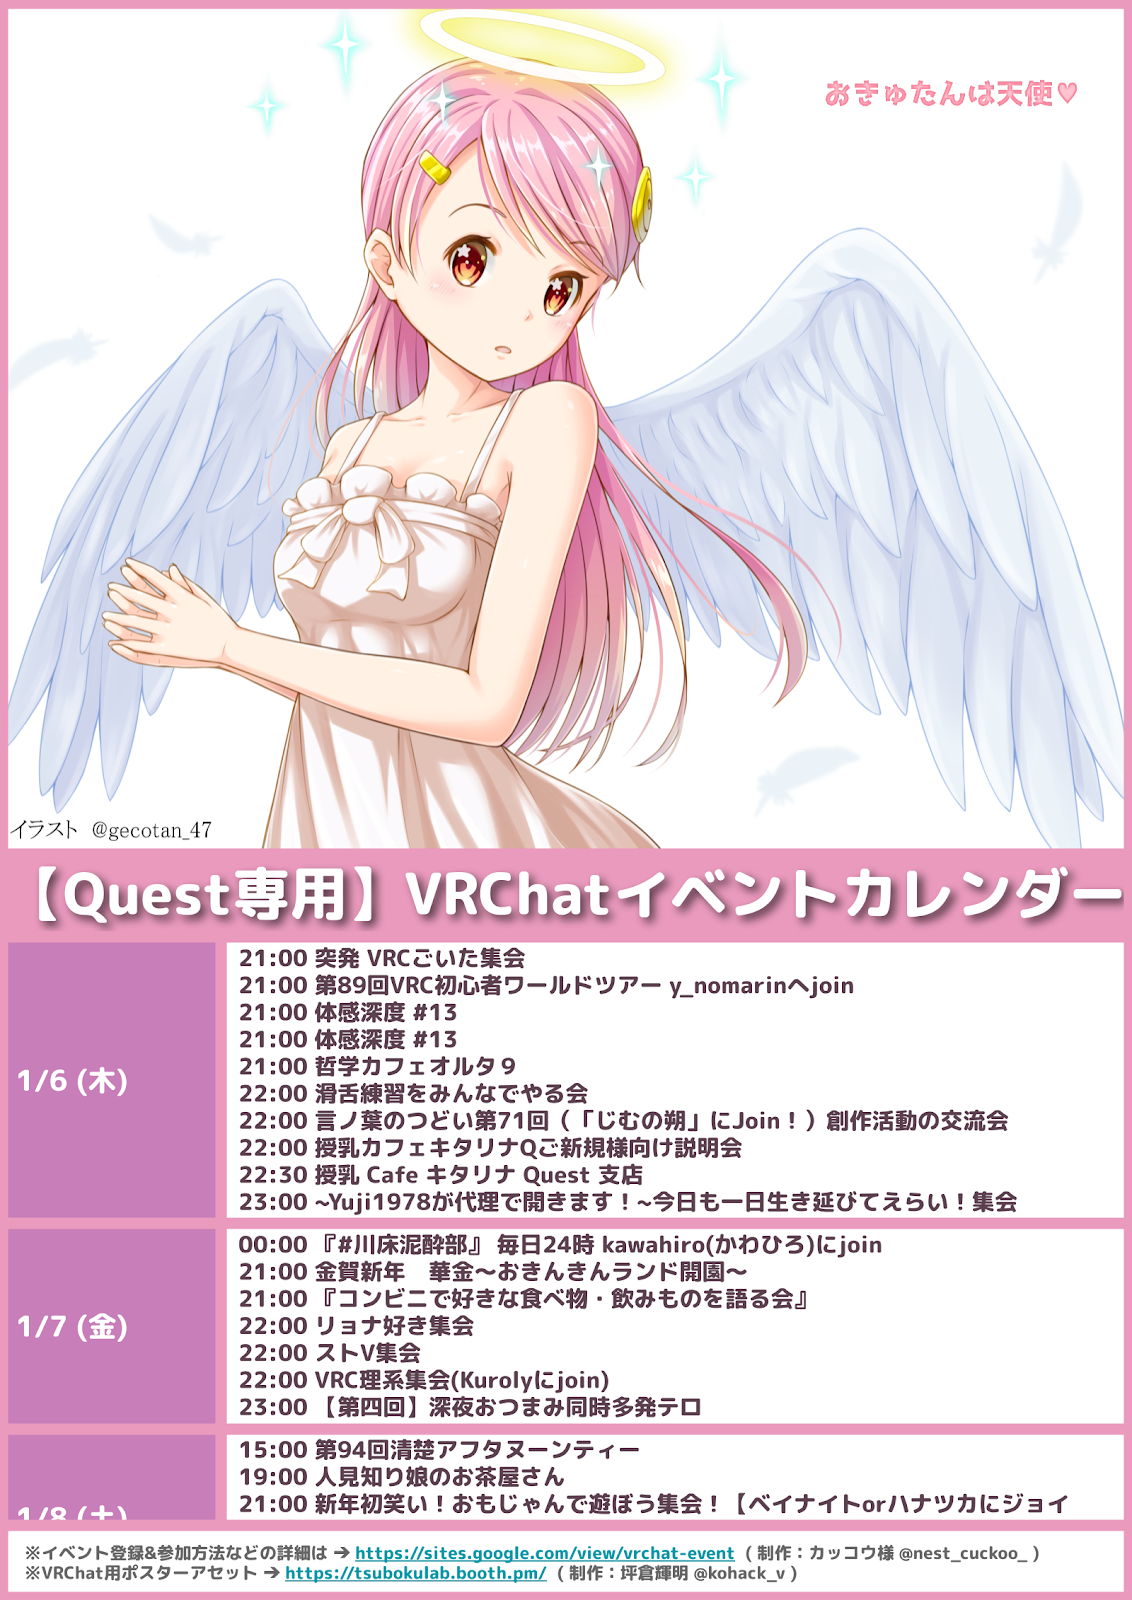 おきゅたんは天使♥
イラスト @gecotan_47
【Quest専用】VRChatイベントカレンダー
1/6 (木)
21:00 突発 VRCごいた集会
21:00 第89回VRC初心者ワールドツアー y_nomarinへjoin
21:00 体感深度 #13
21:00 体感深度 #13
21:00 哲学カフェオルタ９
22:00 滑舌練習をみんなでやる会
22:00 言ノ葉のつどい第71回（「じむの朔」にJoin！）創作活動の交流会
22:00 授乳カフェキタリナQご新規様向け説明会
22:30 授乳 Cafe キタリナ Quest 支店
23:00 ~Yuji1978が代理で開きます！~今日も一日生き延びてえらい！集会
1/7 (金)
00:00 『#川床泥酔部』 毎日24時 kawahiro(かわひろ)にjoin
21:00 金賀新年　華金～おきんきんランド開園～
21:00 『コンビニで好きな食べ物・飲みものを語る会』
22:00 リョナ好き集会
22:00 ストV集会
22:00 VRC理系集会(Kurolyにjoin)
23:00 【第四回】深夜おつまみ同時多発テロ
1/8 (土)
15:00 第94回清楚アフタヌーンティー
19:00 人見知り娘のお茶屋さん
21:00 新年初笑い！おもじゃんで遊ぼう集会！【ベイナイトorハナツカにジョイ
※イベント登録&参加方法などの詳細は → https://sites.google.com/view/vrchat-event ( 制作：カッコウ様 @nest_cuckoo_ )
※VRChat用ポスターアセット → https://tsubokulab.booth.pm/ ( 制作：坪倉輝明 @kohack_v )